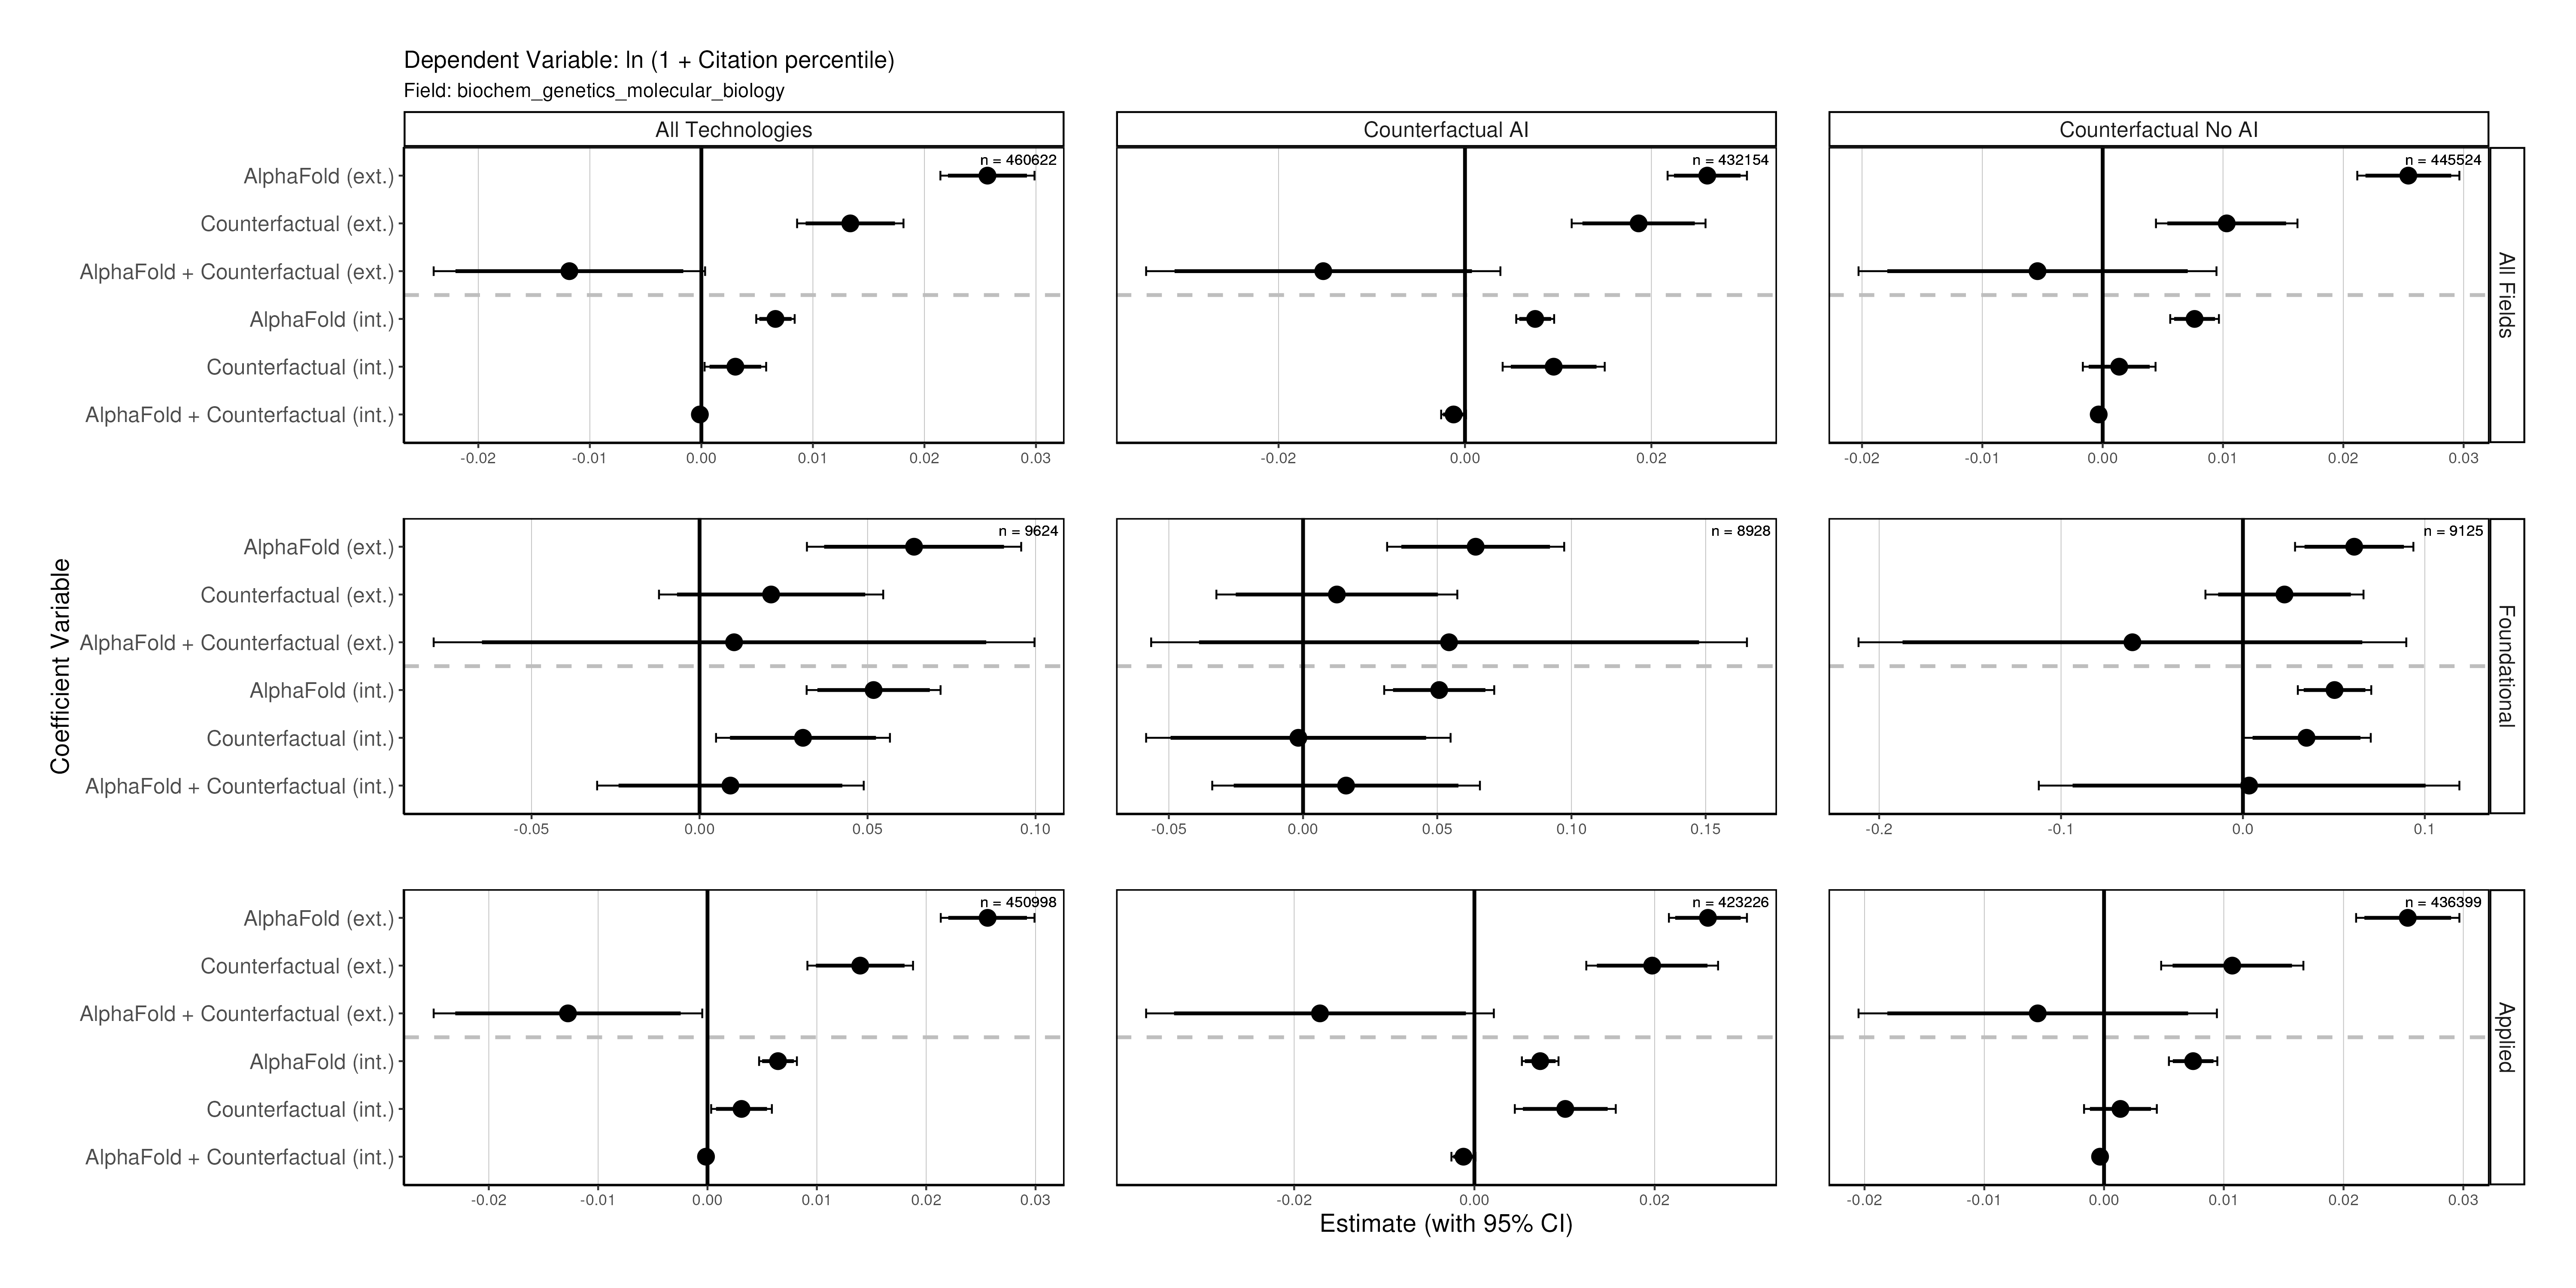 Dependent Variable: ln (1 + Citation percentile)
Field: biochem_genetics_molecular_biology
All Technologies
Counterfactual AI
Counterfactual No AI
Coefficient Variable
AlphaFold (ext.)
Counterfactual (ext.)
AlphaFold + Counterfactual (ext.)
AlphaFold (int.)
Counterfactual (int.)
AlphaFold + Counterfactual (int.)
n = 460622
n = 432154
n = 445524
All Fields
-0.02 -0.01 0.00 0.01 0.02 0.03
-0.02 0.00 0.02
-0.02 -0.01 0.00 0.01 0.02 0.03
AlphaFold (ext.)
Counterfactual (ext.)
AlphaFold + Counterfactual (ext.)
AlphaFold (int.)
Counterfactual (int.)
AlphaFold + Counterfactual (int.)
n = 9624
n = 8928
n = 9125
Foundational
-0.05 0.00 0.05 0.10
-0.05 0.00 0.05 0.10 0.15
-0.2 -0.1 0.0 0.1
AlphaFold (ext.)
Counterfactual (ext.)
AlphaFold + Counterfactual (ext.)
AlphaFold (int.)
Counterfactual (int.)
AlphaFold + Counterfactual (int.)
n = 450998
n = 423226
n = 436399
Applied
-0.02 -0.01 0.00 0.01 0.02 0.03
-0.02 0.00 0.02
-0.02 -0.01 0.00 0.01 0.02 0.03
Estimate (with 95% CI)